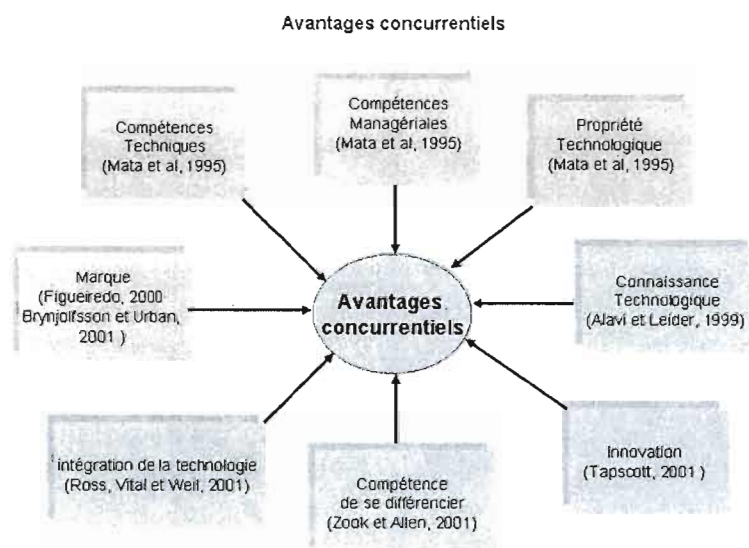 Avantages concurrentiels
Compétences
Techniques
(Mata et al, 1995)
Compétences
Managériales
(Mata et al, 1995)
Propriété
Technologique
(Mata et al, 1995)
Marque
(Figueiredo, 2000
Brynjolfsson et Urban,
2001 )
Avantages
concurrentiels
Connaissance
Technologique
(Alavi et Leider, 1999)
intégration de la technologie
(Ross, Vital et Weil, 2001)
Compétence
de se différencier
(Zook et Allen, 2001)
Innovation
(Tapscott, 2001 )